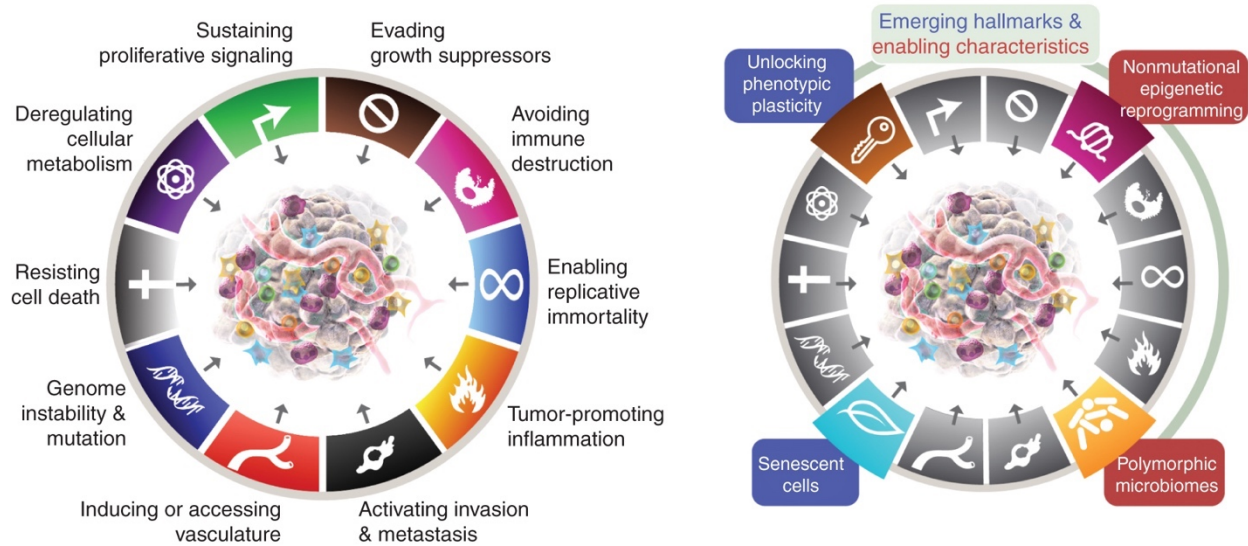 Sustaining
proliferative signaling
Evading
growth suppressors
Deregulating
cellular
metabolism
Avoiding
immune
destruction
Resisting
cell death
Enabling
replicative
immortality
Genome
instability &
mutation
Tumor-promoting
inflammation
Inducing or accessing
vasculature
Activating invasion
& metastasis
Emerging hallmarks &
enabling characteristics
Unlocking
phenotypic
plasticity
Nonmutational
epigenetic
reprogramming
Senescent
cells
Polymorphic
microbiomes